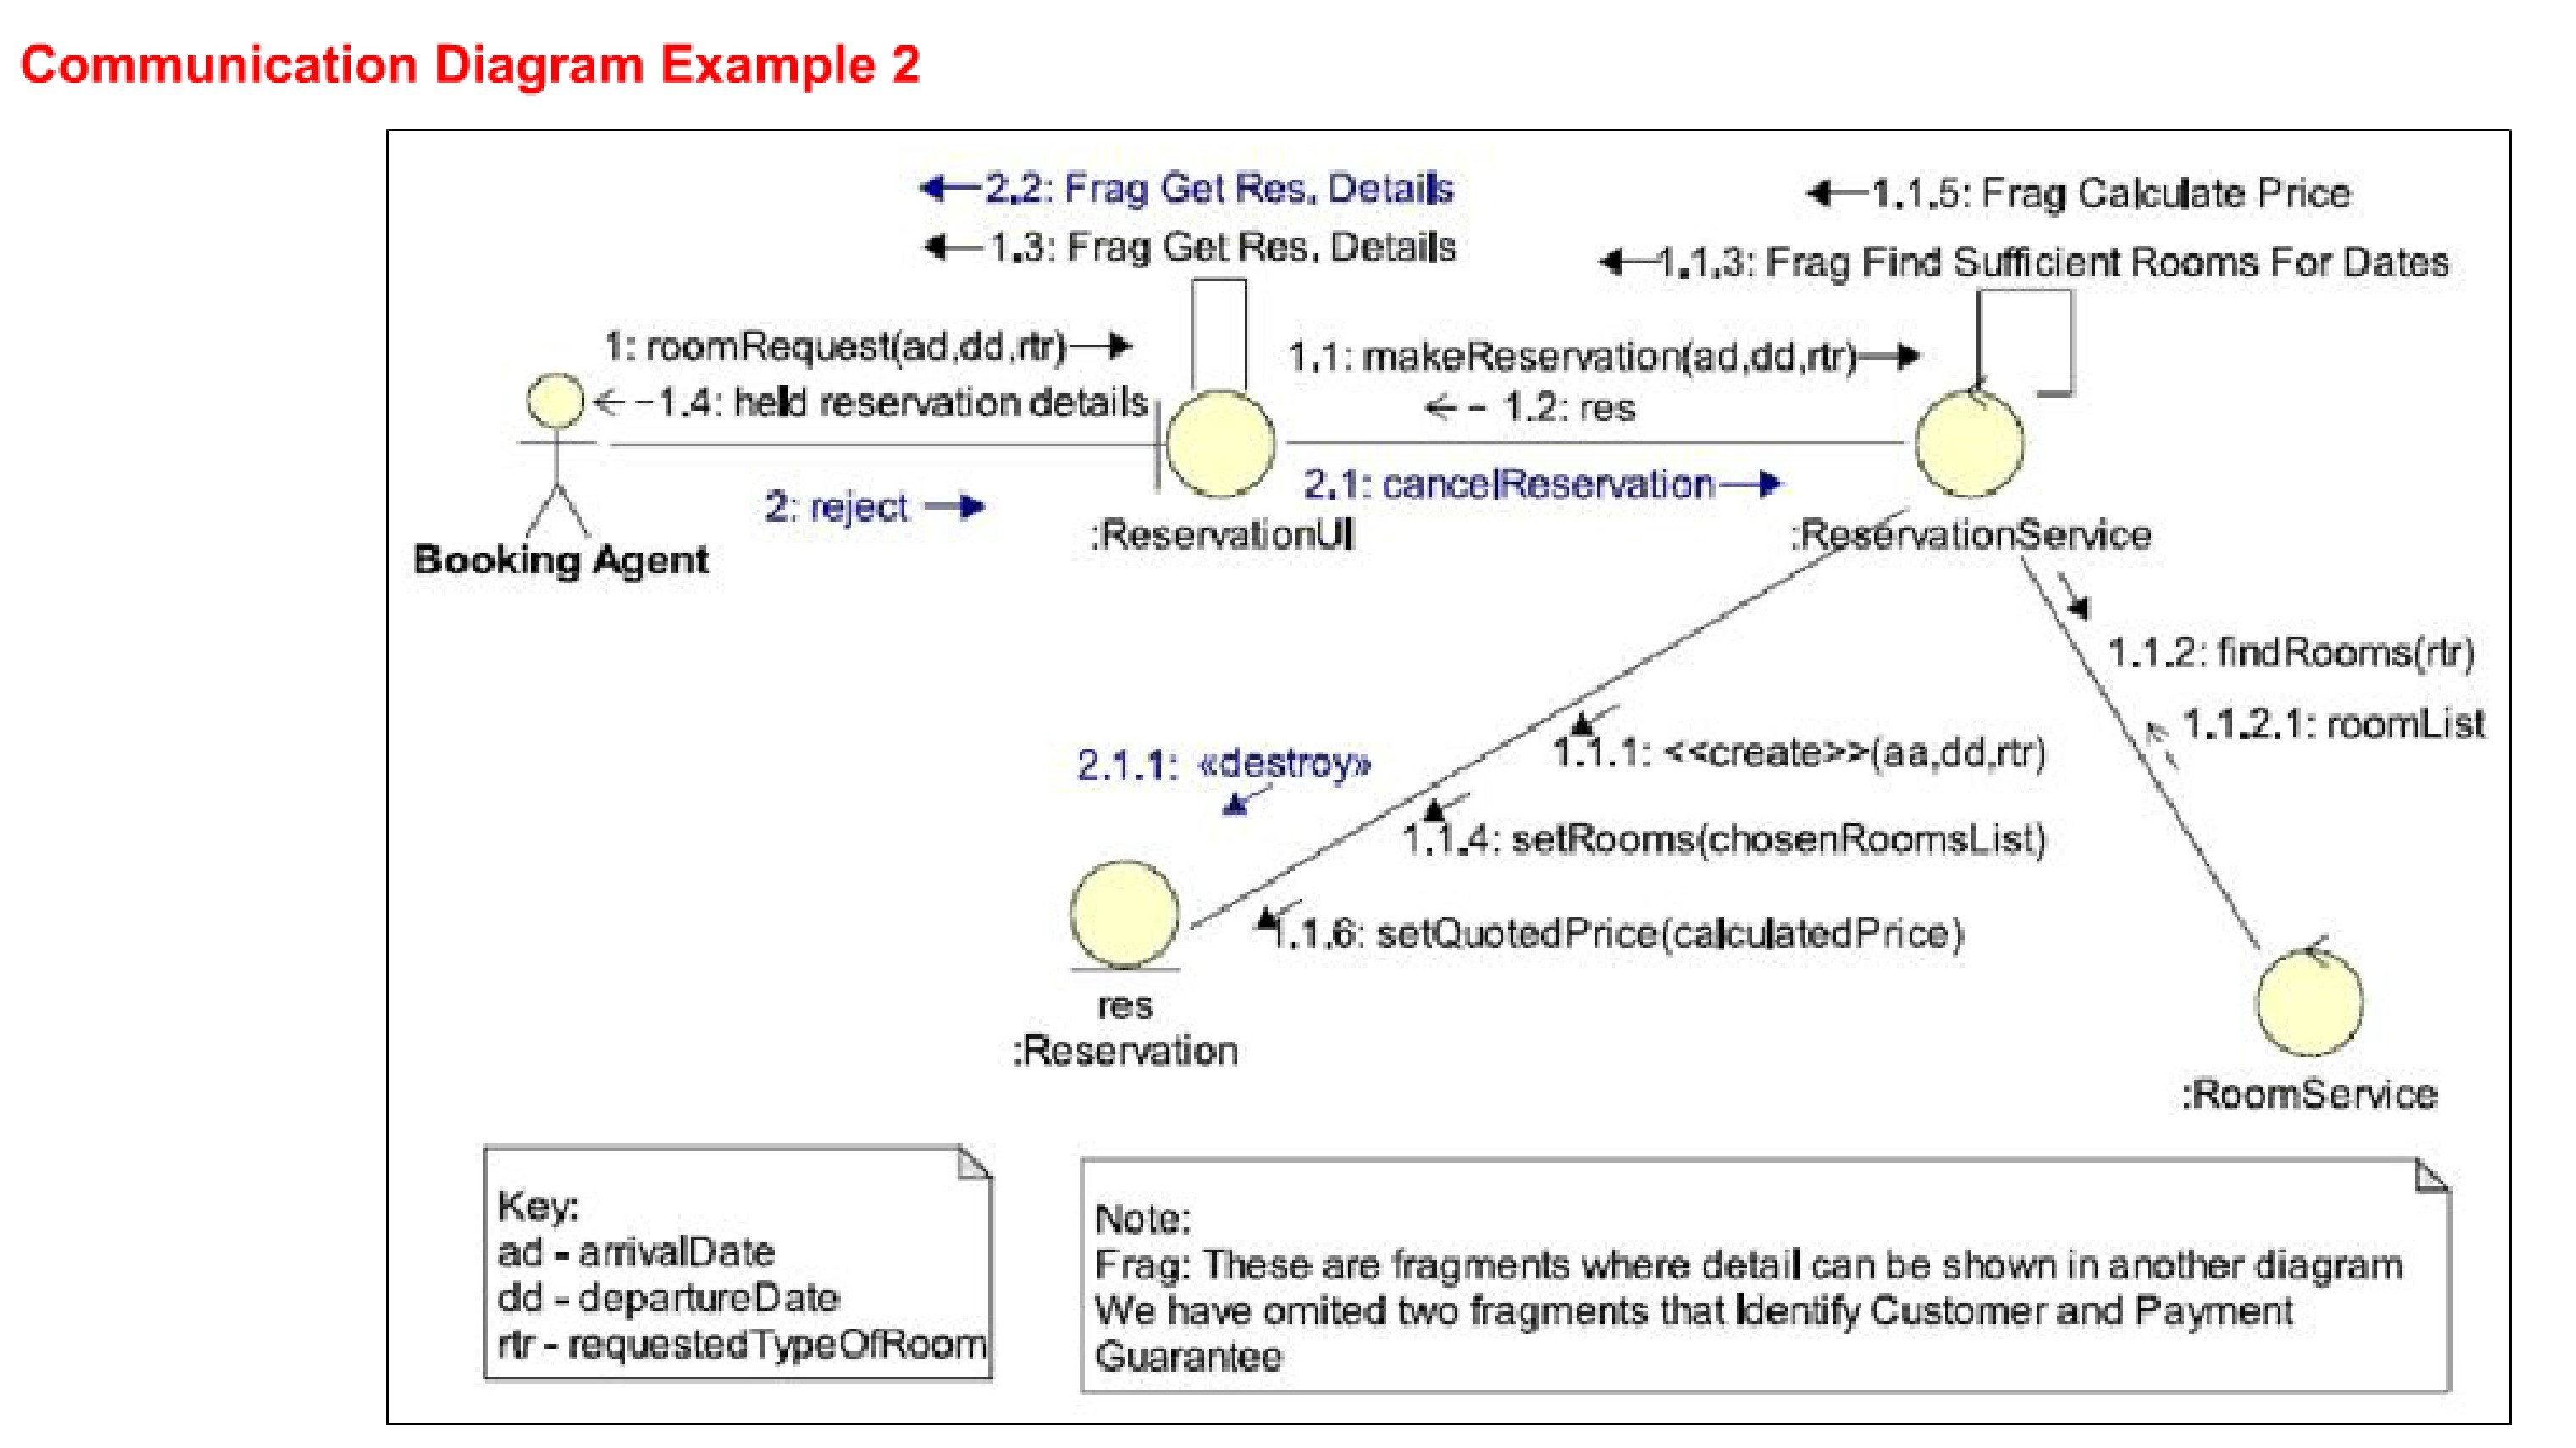 Communication Diagram Example 2
2.2: Frag Get Res. Details
1.3: Frag Get Res. Details
1.1.5: Frag Calculate Price
1.1.3: Frag Find Sufficient Rooms For Dates
1: roomRequest(ad,dd,rtr)
1.4: held reservation details
2: reject
Booking Agent
1.1: makeReservation(ad,dd,rtr)
1.2: res
2.1: cancelReservation
:ReservationUI
:ReservationService
1.1.2: findRooms(rtr)
1.1.2.1: roomList
2.1.1: «destroy»
1.1.1: <<create>>(aa,dd,rtr)
1.1.4: setRooms(chosenRoomsList)
1.1.6: setQuotedPrice(calculatedPrice)
res
:Reservation
:RoomService
Key:
ad - arrivalDate
dd - departureDate
rtr - requestedTypeOfRoom
Note:
Frag: These are fragments where detail can be shown in another diagram
We have omited two fragments that Identify Customer and Payment
Guarantee